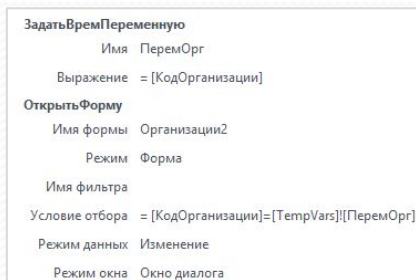 ЗадатьВремПеременную
Имя ПеремОрг
Выражение = [КодОрганизации]
ОткрытьФорму
Имя формы Организации2
Режим Форма
Имя фильтра
Условие отбора = [КодОрганизации]=[TempVars]![ПеремОрг]
Режим данных Изменение
Режим окна Окно диалога